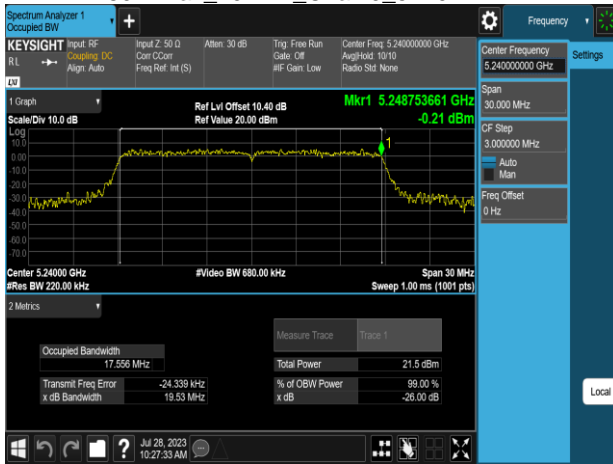 Spectrum Analyzer 1
Occupied BW
+
Frequency
KEYSIGHT
RL
LXI
Input: RF
Coupling: DC
Align: Auto
Input Z: 50 Ω
Corr CCorr
Freq Ref: Int (S)
Atten: 30 dB
Trig: Free Run
Gate: Off
#IF Gain: Low
Center Freq: 5.240000000 GHz
Avg|Hold: 10/10
Radio Std: None
Center Frequency
5.240000000 GHz
Settings
Span
30.000 MHz
CF Step
3.000000 MHz
Auto
Man
Freq Offset
0 Hz
Local
1 Graph
Scale/Div 10.0 dB
Ref Lvl Offset 10.40 dB
Ref Value 20.00 dBm
Mkr1 5.248753661 GHz
-0.21 dBm
Log
10.0
0.00
-10.0
-20.0
-30.0
-40.0
-50.0
-60.0
-70.0
1
Center 5.24000 GHz
#Res BW 220.00 kHz
#Video BW 680.00 kHz
Span 30 MHz
Sweep 1.00 ms (1001 pts)
2 Metrics
Measure Trace
Trace 1
Occupied Bandwidth
17.556 MHz
Total Power
21.5 dBm
Transmit Freq Error
-24.339 kHz
% of OBW Power
99.00 %
x dB Bandwidth
19.53 MHz
x dB
-26.00 dB
?
Jul 28, 2023
10:27:33 AM